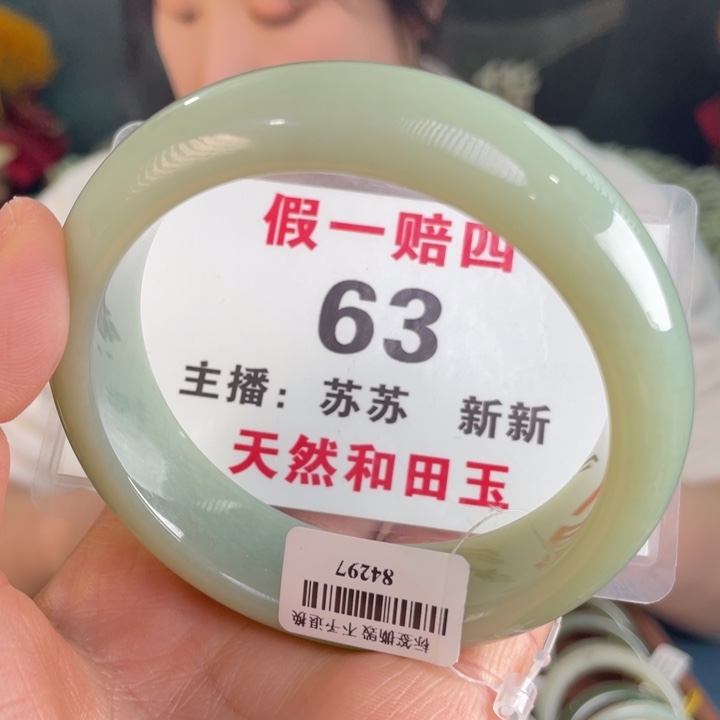 假一赔四
63
主播：苏苏 新新
天然和田玉
84297
标签撕毁不予退换